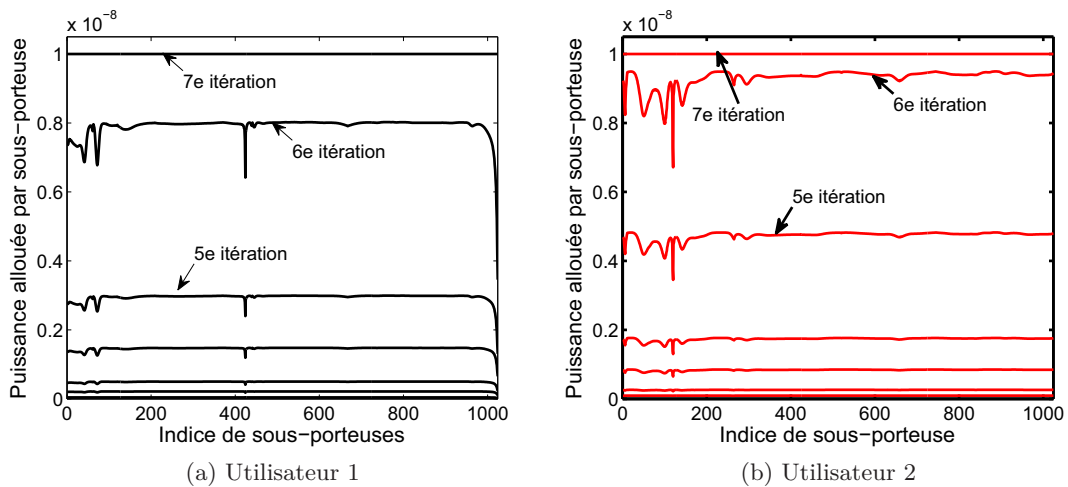 x 10⁻⁸
Puissance allouée par sous-porteuse
1
0.8
0.6
0.4
0.2
0
7e itération
6e itération
5e itération
0 200 400 600 800 1000
Indice de sous-porteuses
(a) Utilisateur 1
x 10⁻⁸
Puissance allouée par sous-porteuse
1
0.8
0.6
0.4
0.2
0
7e itération
6e itération
5e itération
0 200 400 600 800 1000
Indice de sous-porteuse
(b) Utilisateur 2